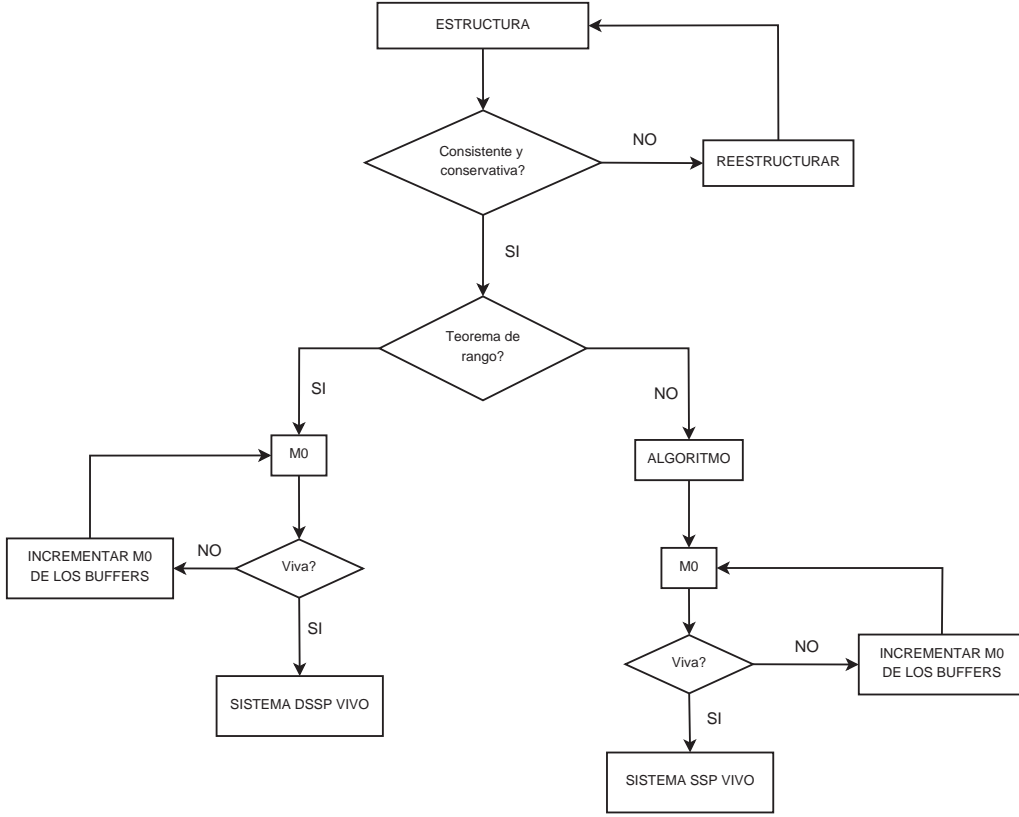 ESTRUCTURA
Consistente y
conservativa?
NO
REESTRUCTURAR
SI
Teorema de
rango?
SI
NO
M0
ALGORITMO
INCREMENTAR M0
DE LOS BUFFERS
NO
Viva?
M0
SI
Viva?
NO
INCREMENTAR M0
DE LOS BUFFERS
SISTEMA DSSP VIVO
SI
SISTEMA SSP VIVO